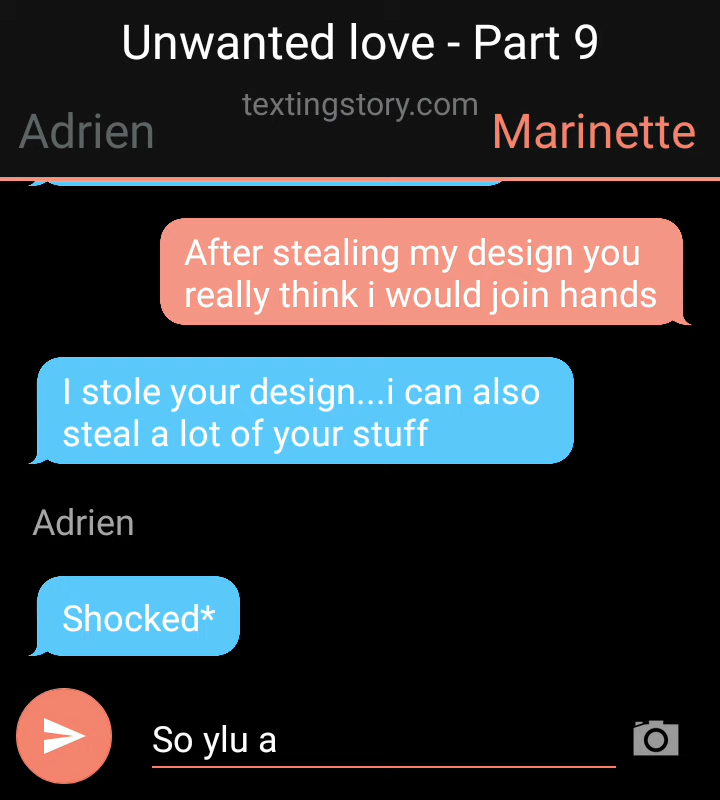 Unwanted love - Part 9
textingstory.com
Adrien
Marinette
After stealing my design you
really think i would join hands
I stole your design...i can also
steal a lot of your stuff
Adrien
Shocked*
So ylu a